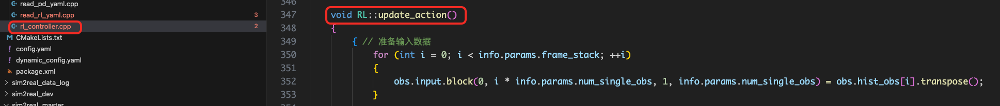 read_pd_yaml.cpp
read_rl_yaml.cpp 3
rl_controller.cpp 2
CMakeLists.txt
config.yaml
dynamic_config.yaml
package.xml
sim2real_data_log
sim2real_dev
sim2real_master
346
347 void RL::update_action()
348 {
349 { // 准备输入数据
350 for (int i = 0; i < info.params.frame_stack; ++i)
351 {
352 obs.input.block(0, i * info.params.num_single_obs, 1, info.params.num_single_obs) = obs.hist_obs[i].transpose();
353 }